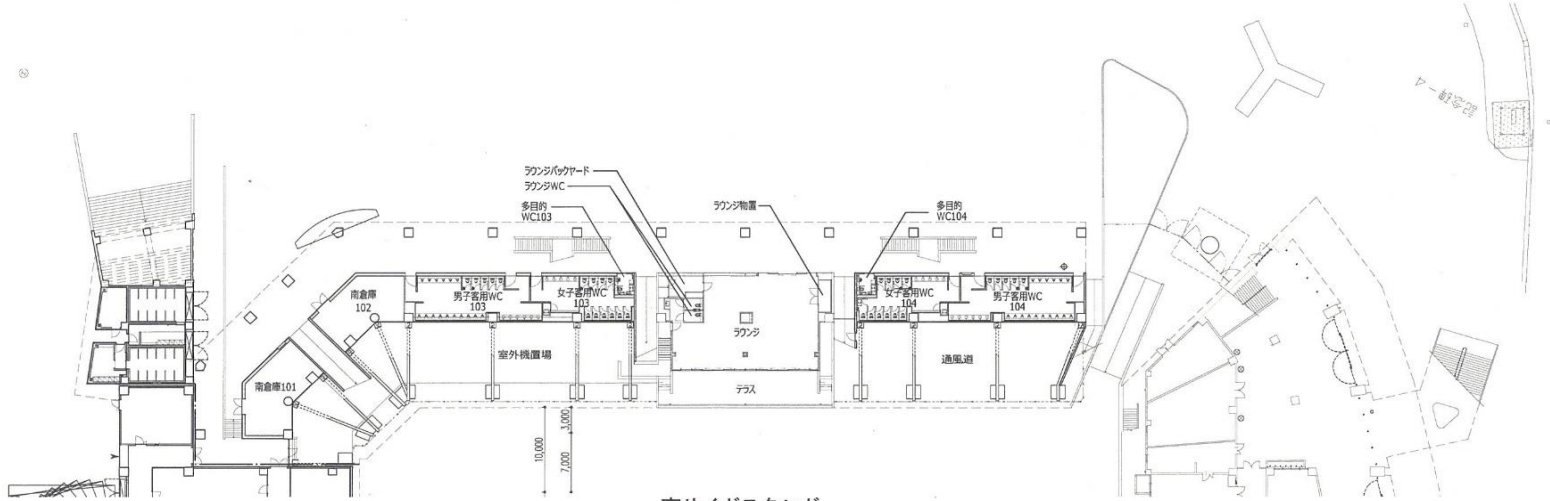 記念碑-4
ラウンジバックヤード
ラウンジWC
多目的
WC103
ラウンジ物置
多目的
WC104
南倉庫
102
男子客用WC
103
女子客用WC
103
ラウンジ
女子客用WC
104
男子客用WC
104
室外機置場
通風道
南倉庫101
テラス
3,000
10,000
7,000